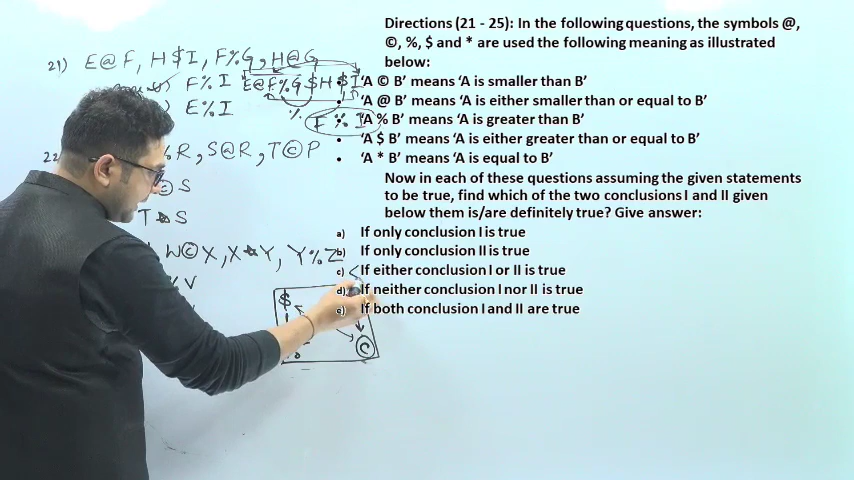 Directions (21 - 25): In the following questions, the symbols @,
©, %, $ and * are used the following meaning as illustrated
below:
• 'A © B' means 'A is smaller than B'
• 'A @ B' means 'A is either smaller than or equal to B'
• 'A % B' means 'A is greater than B'
• 'A $ B' means 'A is either greater than or equal to B'
• 'A * B' means 'A is equal to B'
Now in each of these questions assuming the given statements
to be true, find which of the two conclusions I and II given
below them is/are definitely true? Give answer:
a) If only conclusion I is true
b) If only conclusion II is true
c) If either conclusion I or II is true
d) If neither conclusion I nor II is true
e) If both conclusion I and II are true
21) E@F, H$I, F%G, H@G
F%I E@F%G$H$I
E%I
%
F%I
22
%R, S@R, T©P
© S
T * S
W©X, X*Y, Y%Z
V
$
©